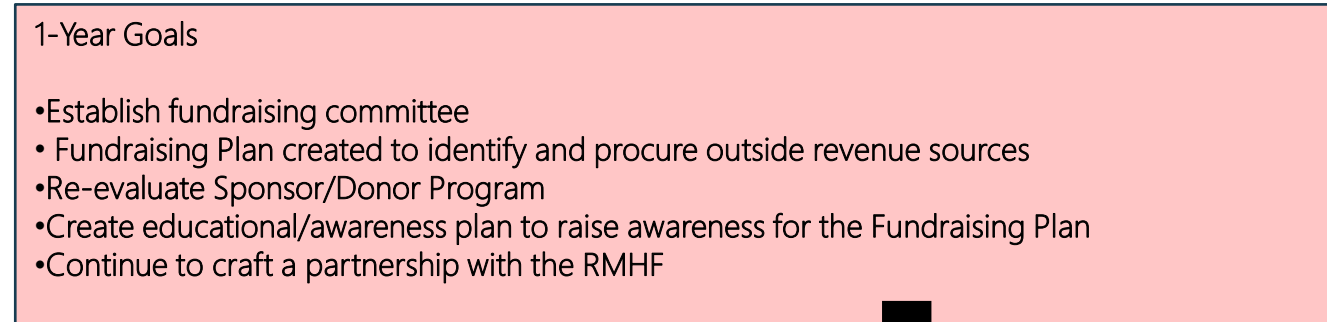 1-Year Goals
•Establish fundraising committee
• Fundraising Plan created to identify and procure outside revenue sources
•Re-evaluate Sponsor/Donor Program
•Create educational/awareness plan to raise awareness for the Fundraising Plan
•Continue to craft a partnership with the RMHF